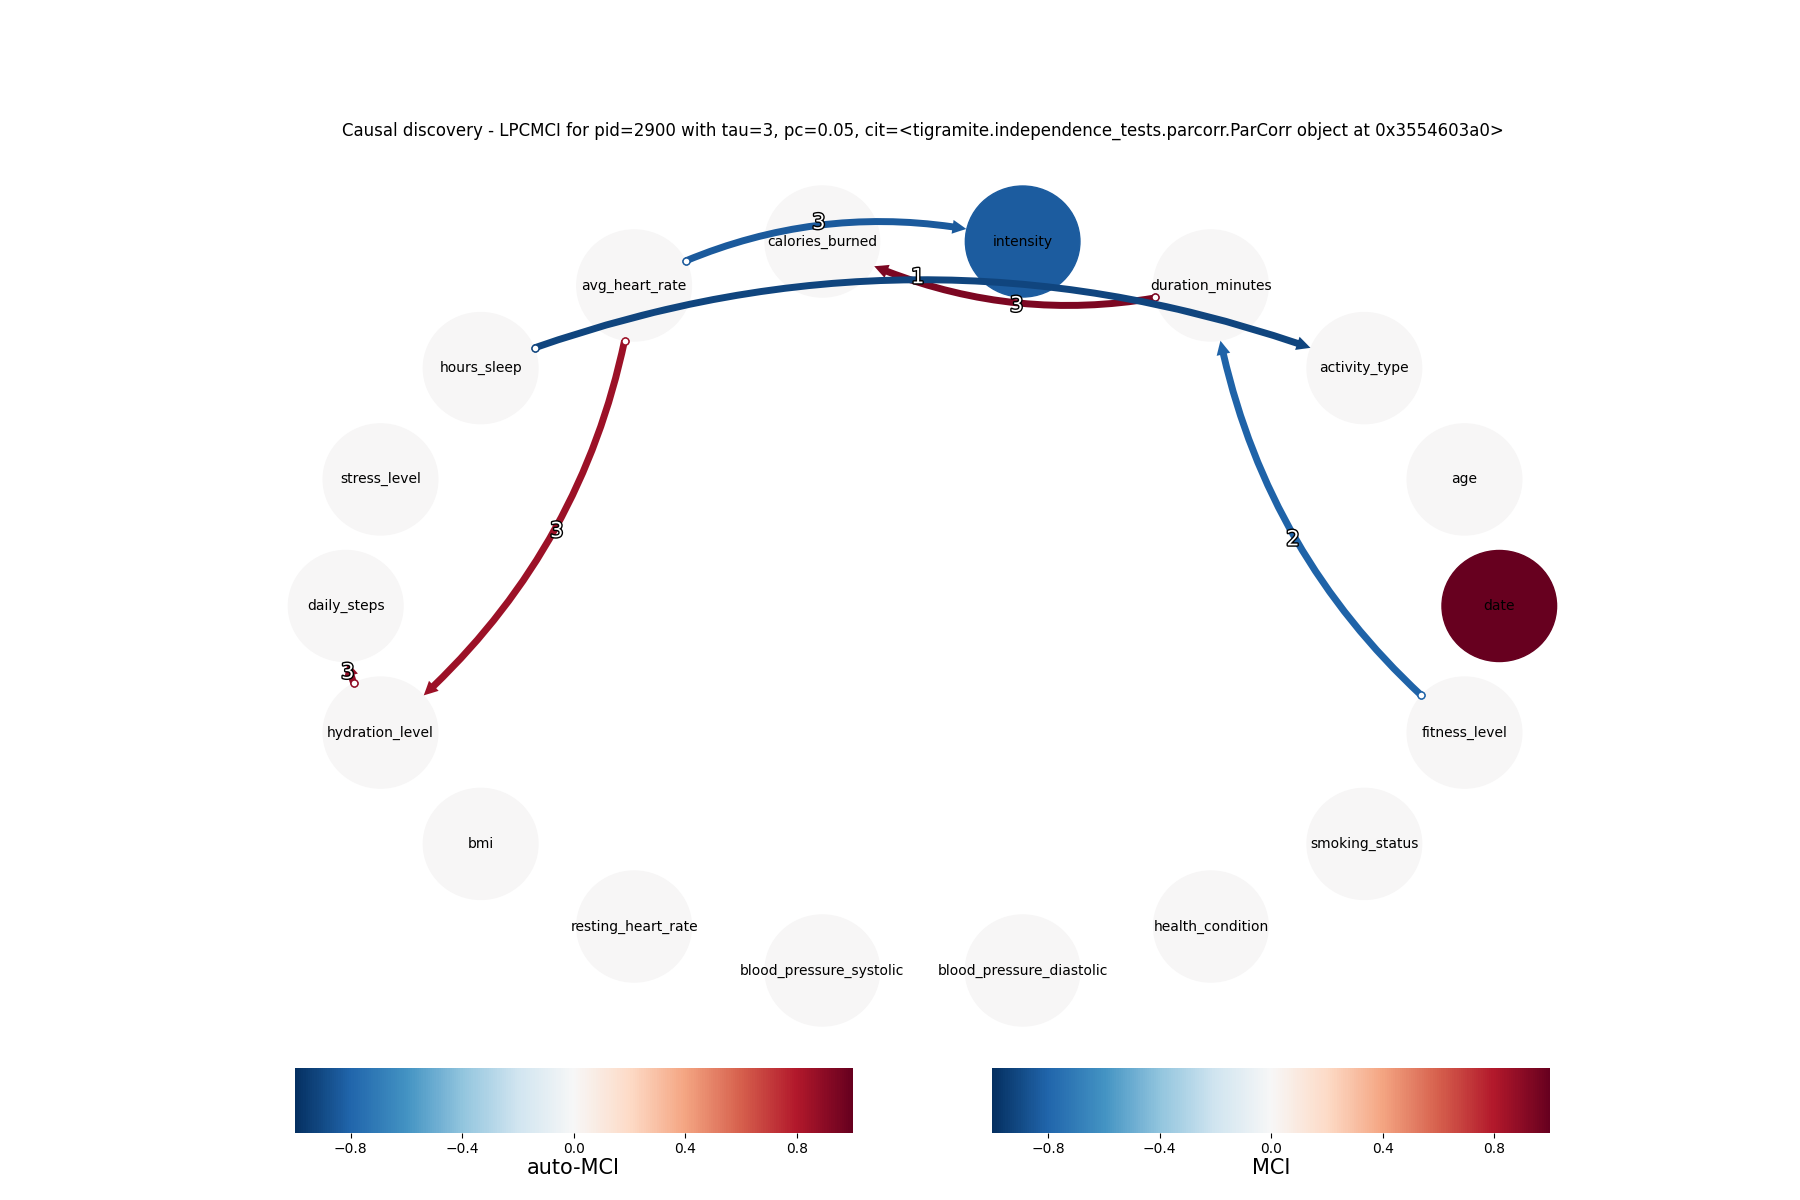 Causal discovery - LPCMCI for pid=2900 with tau=3, pc=0.05, cit=<tigramite.independence_tests.parcorr.ParCorr object at 0x3554603a0>
3
calories_burned
intensity
avg_heart_rate
1
duration_minutes
3
hours_sleep
activity_type
stress_level
age
3
2
daily_steps
date
3
hydration_level
fitness_level
bmi
smoking_status
resting_heart_rate
health_condition
blood_pressure_systolic
blood_pressure_diastolic
−0.8 −0.4 0.0 0.4 0.8
auto-MCI
−0.8 −0.4 0.0 0.4 0.8
MCI